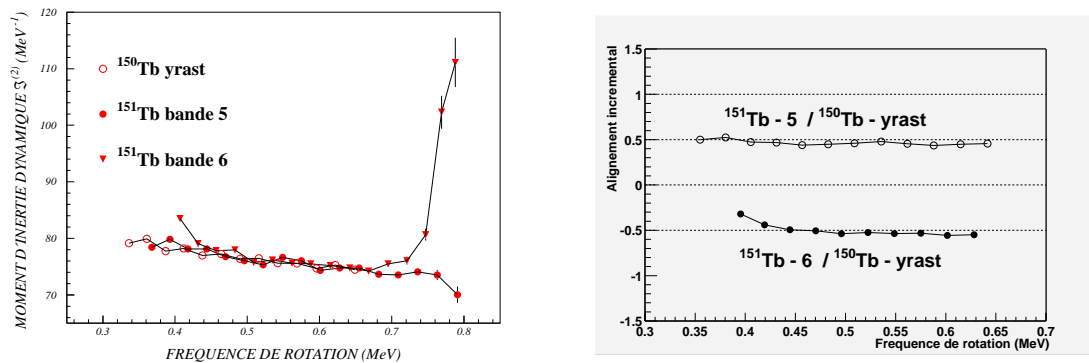 MOMENT D'INERTIE DYNAMIQUE ℑ(2) (MeV-1)
120
110
100
90
80
70
150Tb yrast
151Tb bande 5
151Tb bande 6
0.3 0.4 0.5 0.6 0.7 0.8
FREQUENCE DE ROTATION (MeV)
Alignement incremental
1.5
1
0.5
0
-0.5
-1
-1.5
151Tb - 5 / 150Tb - yrast
151Tb - 6 / 150Tb - yrast
0.3 0.35 0.4 0.45 0.5 0.55 0.6 0.65 0.7
Frequence de rotation (MeV)